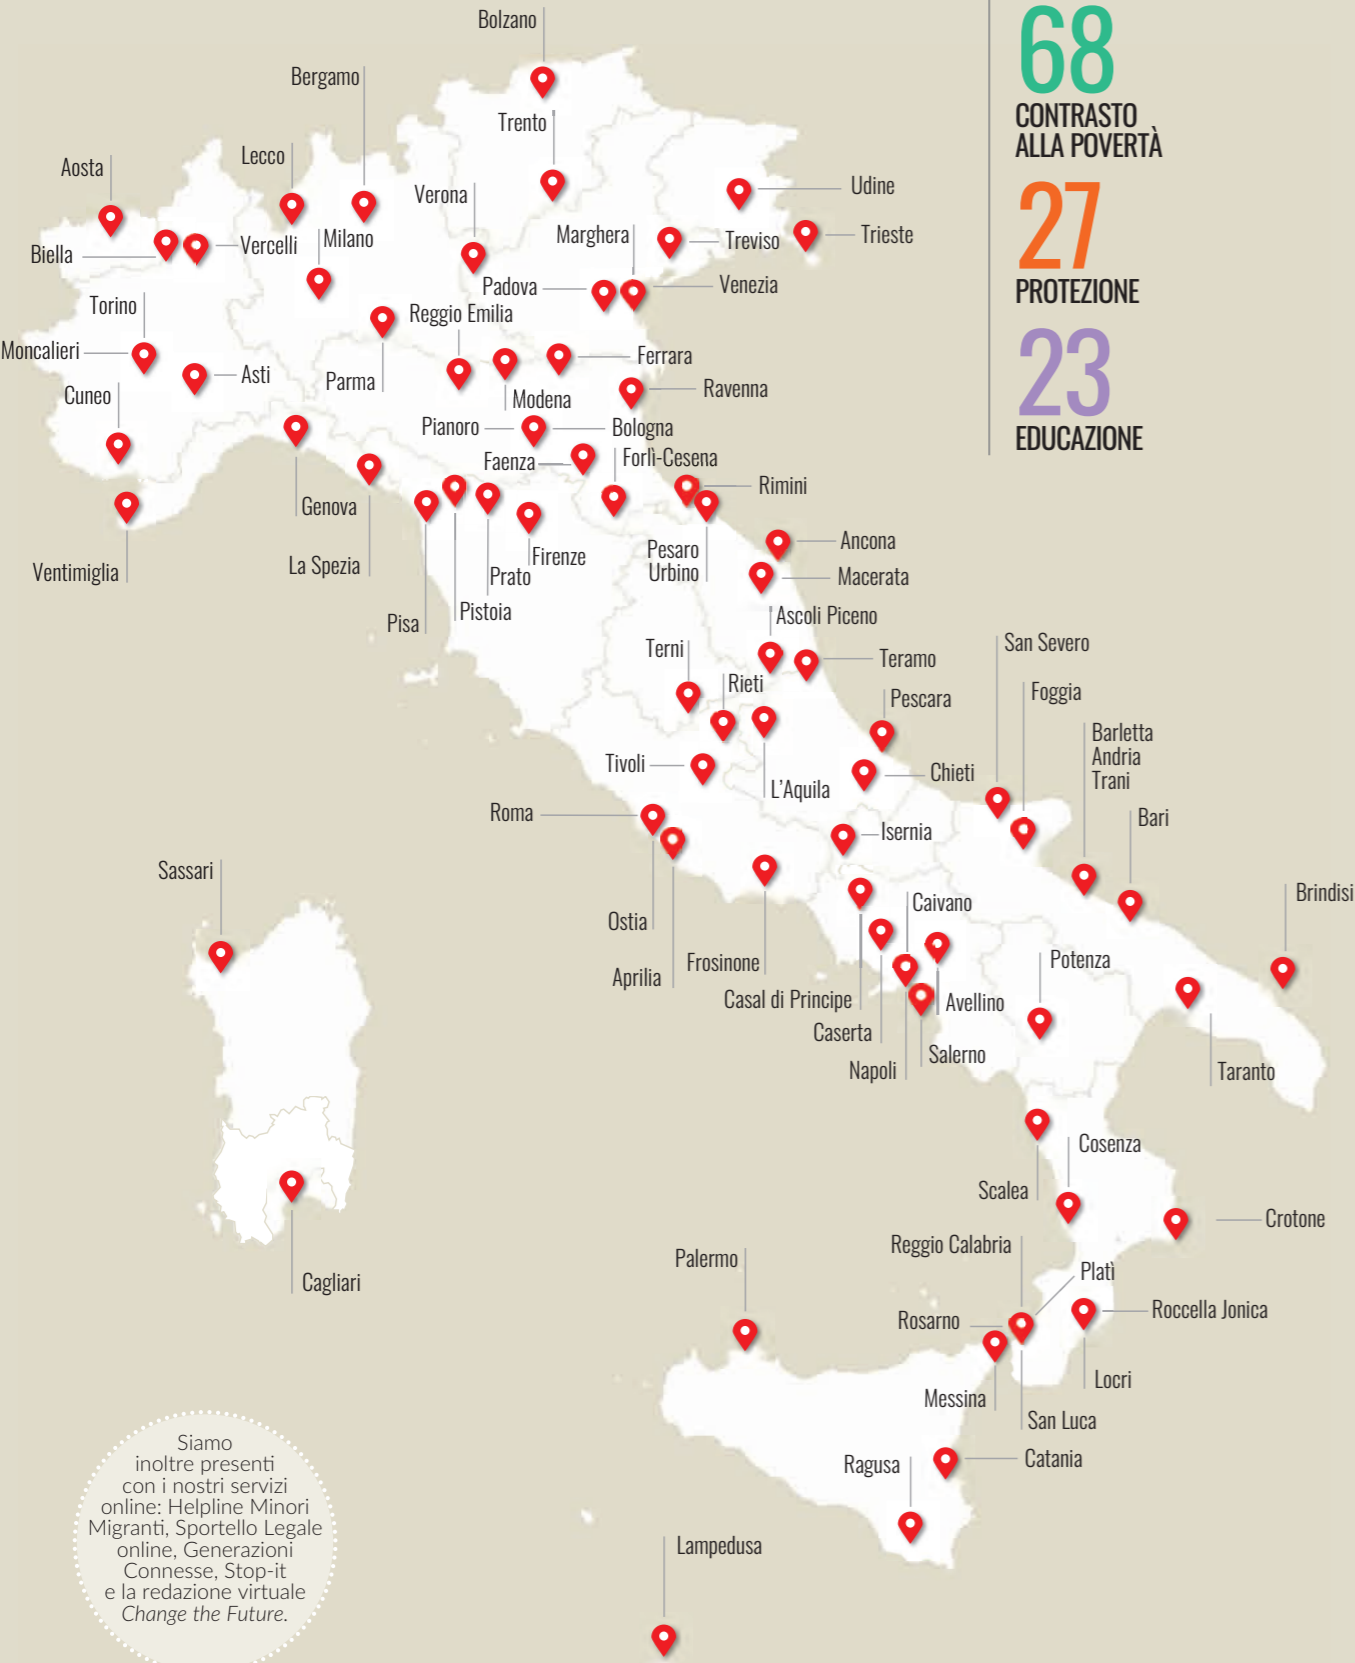 68
CONTRASTO
ALLA POVERTÀ
27
PROTEZIONE
23
EDUCAZIONE
Bolzano
Bergamo
Trento
Lecco
Aosta
Verona
Udine
Marghera
Treviso
Trieste
Biella
Vercelli
Milano
Padova
Venezia
Torino
Reggio Emilia
Moncalieri
Ferrara
Asti
Parma
Cuneo
Modena
Ravenna
Pianoro
Bologna
Faenza
Forlì-Cesena
Rimini
Genova
Ancona
Pesaro
Urbino
Firenze
La Spezia
Ventimiglia
Prato
Macerata
Pistoia
Pisa
Ascoli Piceno
Terni
Teramo
San Severo
Rieti
Foggia
Pescara
Barletta
Andria
Trani
Tivoli
Chieti
L'Aquila
Roma
Bari
Isernia
Sassari
Brindisi
Caivano
Ostia
Frosinone
Potenza
Aprilia
Casal di Principe
Avellino
Caserta
Salerno
Napoli
Taranto
Cosenza
Scalea
Crotone
Reggio Calabria
Palermo
Platì
Cagliari
Roccella Jonica
Rosarno
Locri
Messina
San Luca
Catania
Ragusa
Lampedusa
Siamo
inoltre presenti
con i nostri servizi
online: Helpline Minori
Migranti, Sportello Legale
online, Generazioni
Connesse, Stop-it
e la redazione virtuale
Change the Future.